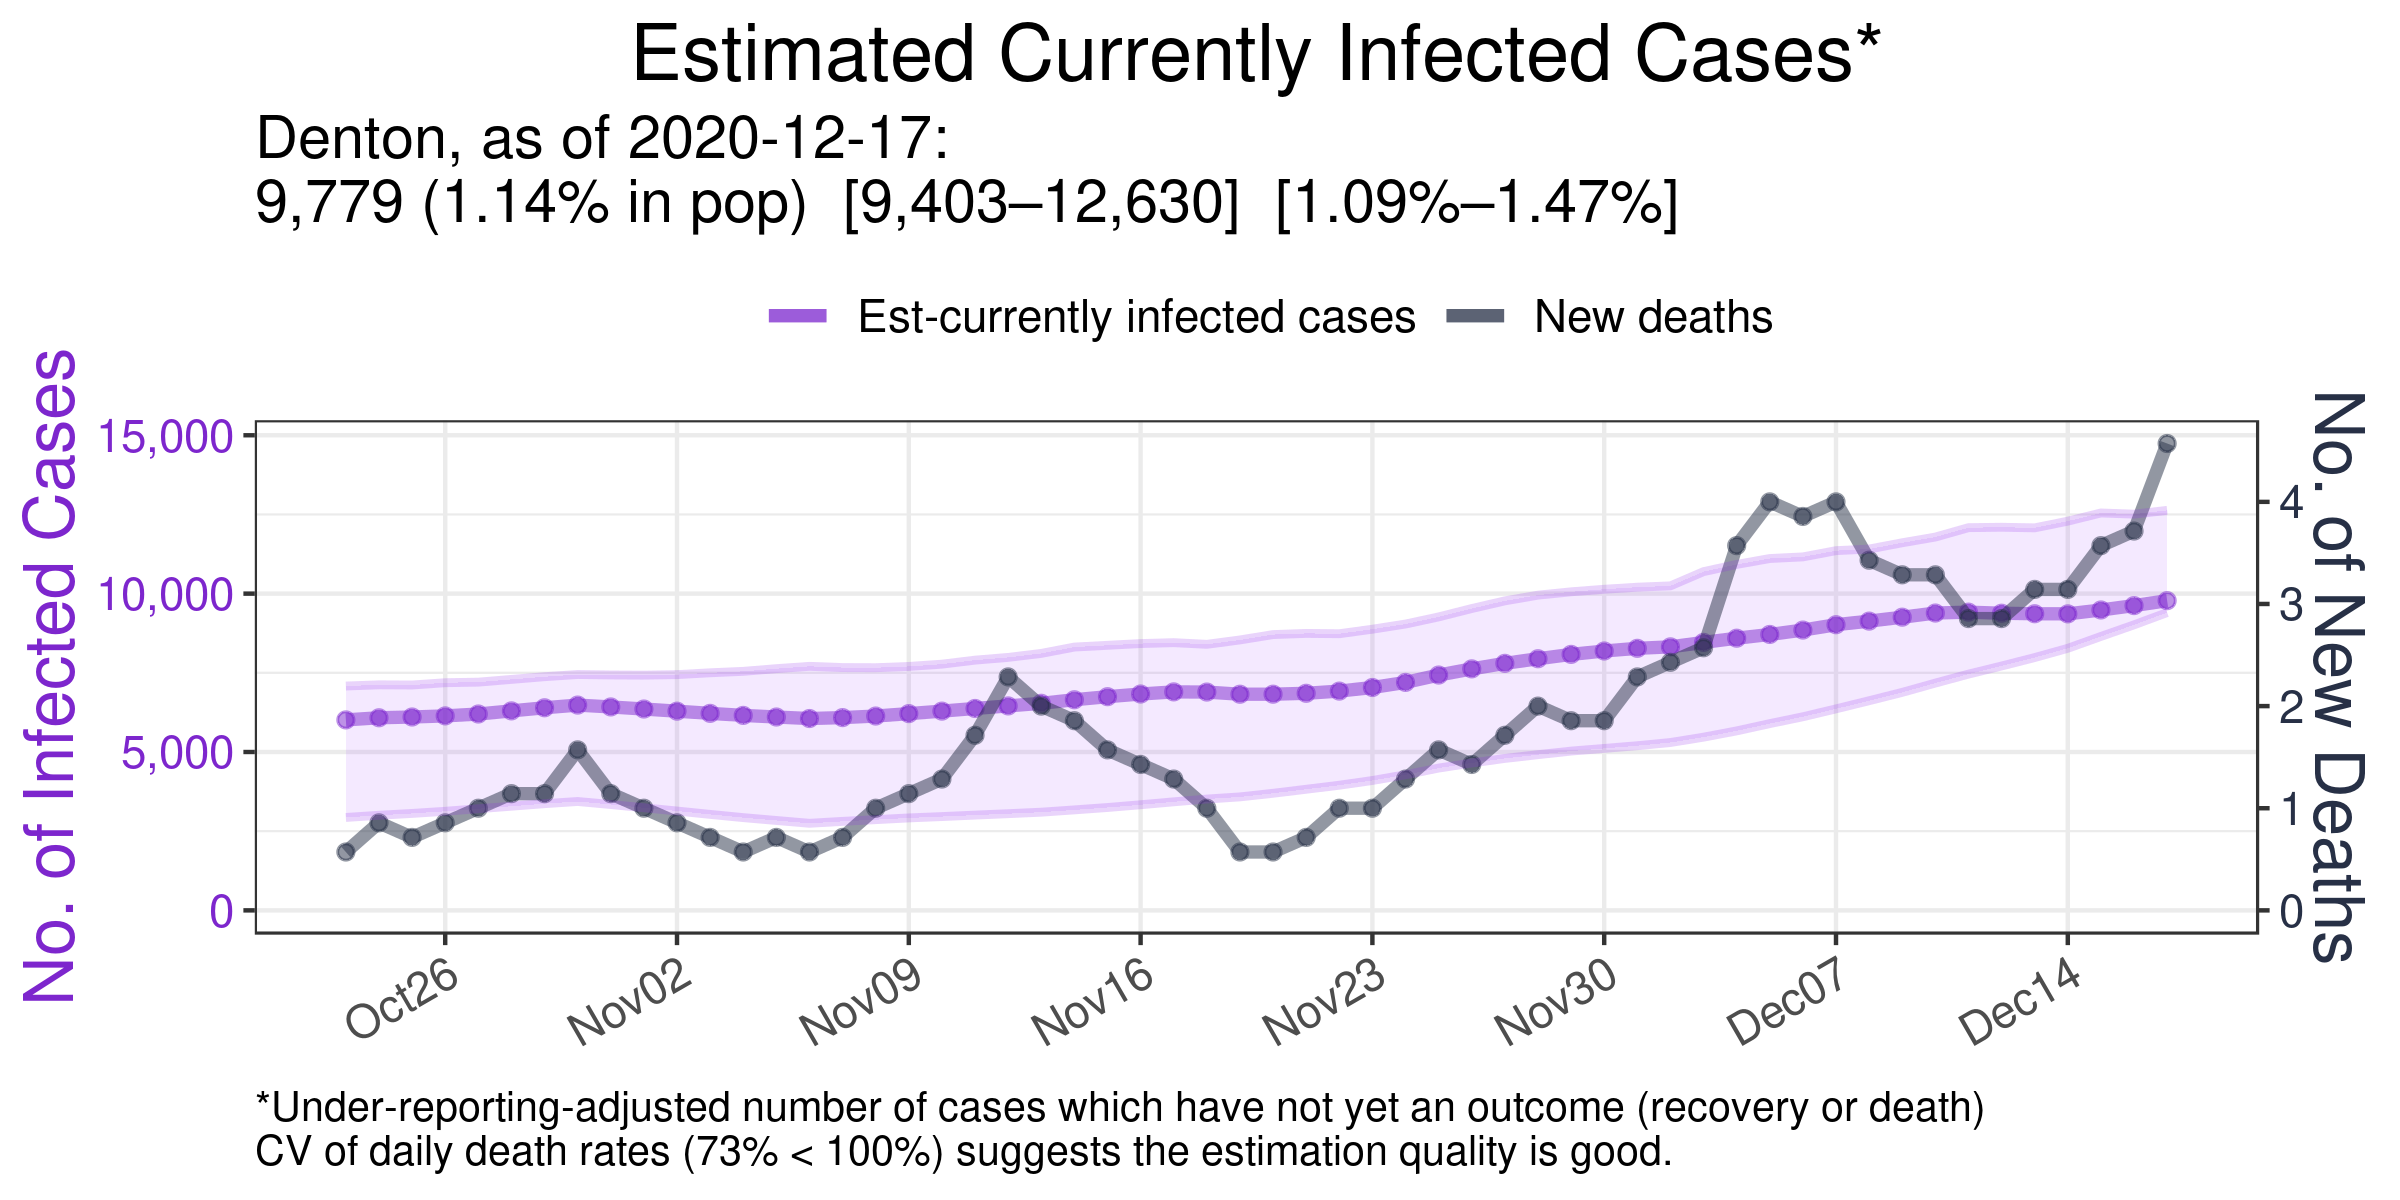 Estimated Currently Infected Cases*
Denton, as of 2020-12-17:
9,779 (1.14% in pop)  [9,403–12,630]  [1.09%–1.47%]
Est-currently infected cases
New deaths
No. of Infected Cases
15,000
10,000
5,000
0
No. of New Deaths
4
3
2
1
0
Oct26
Nov02
Nov09
Nov16
Nov23
Nov30
Dec07
Dec14
*Under-reporting-adjusted number of cases which have not yet an outcome (recovery or death)
CV of daily death rates (73% < 100%) suggests the estimation quality is good.